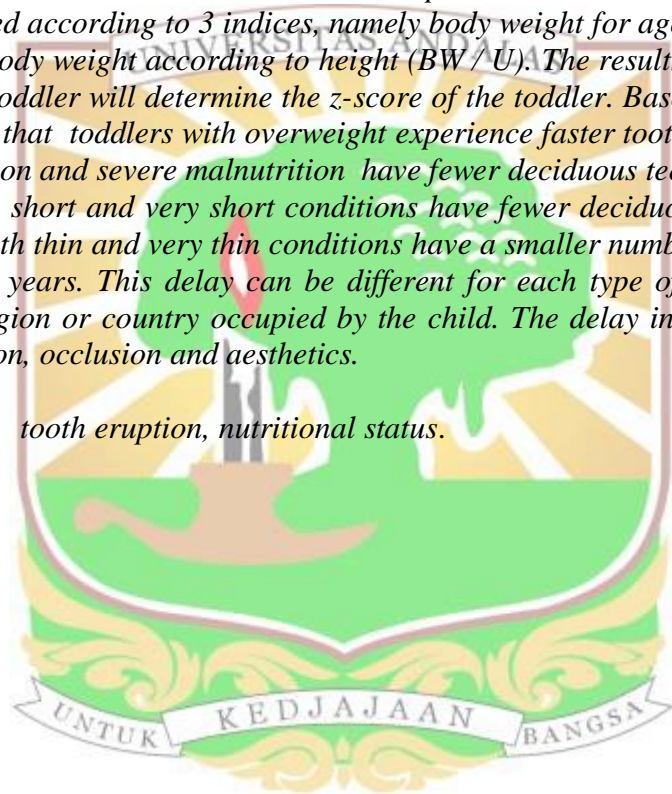 ed according to 3 indices, namely body weight for age
ody weight according to height (BW / U). The result
UNIVERSITAS ANDALAS
oddler will determine the z-score of the toddler. Bas
that toddlers with overweight experience faster toot
on and severe malnutrition have fewer deciduous te
short and very short conditions have fewer decidu
th thin and very thin conditions have a smaller numb
years. This delay can be different for each type of
gion or country occupied by the child. The delay in
on, occlusion and aesthetics.
tooth eruption, nutritional status.
UNTUK KEDJAJAAN BANGSA